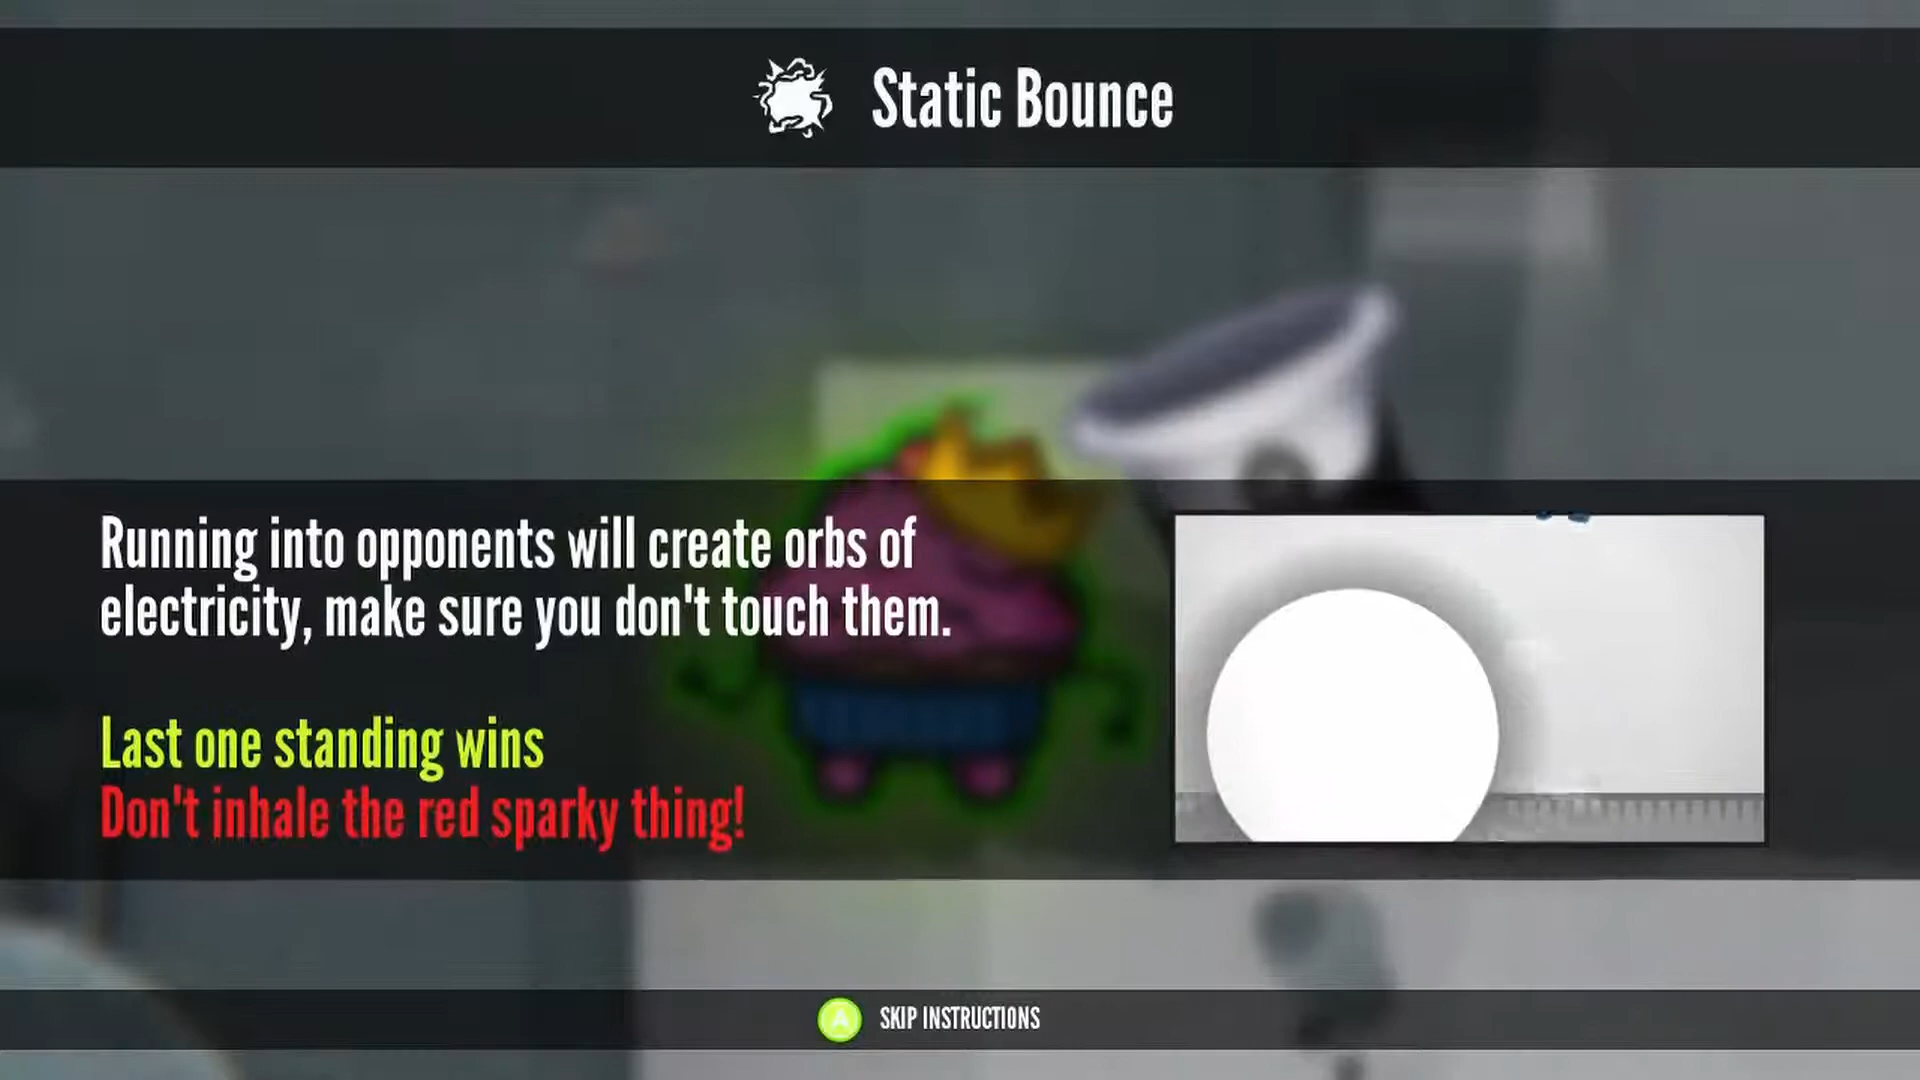 Static Bounce
Running into opponents will create orbs of
electricity, make sure you don't touch them.
Last one standing wins
Don't inhale the red sparky thing!
A SKIP INSTRUCTIONS